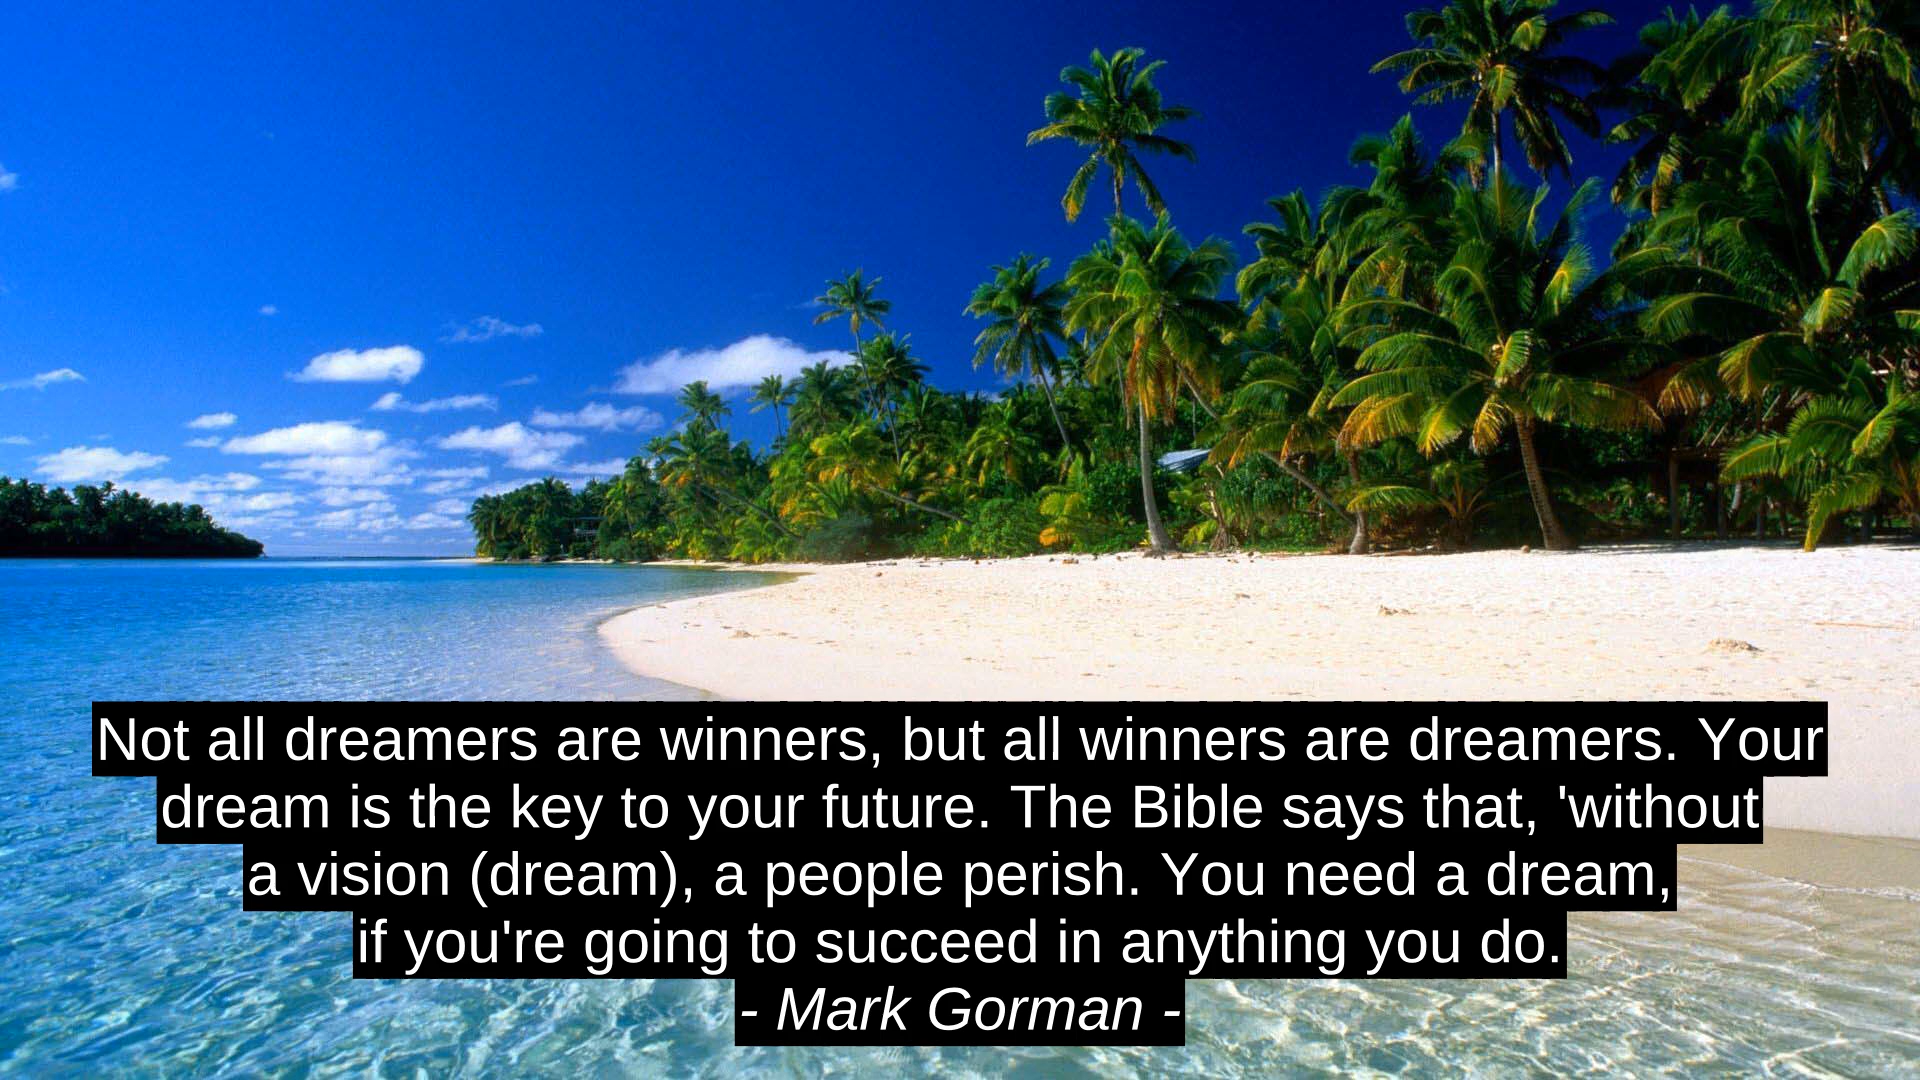 Not all dreamers are winners, but all winners are dreamers. Your
dream is the key to your future. The Bible says that, 'without
a vision (dream), a people perish. You need a dream,
if you're going to succeed in anything you do.
- Mark Gorman -